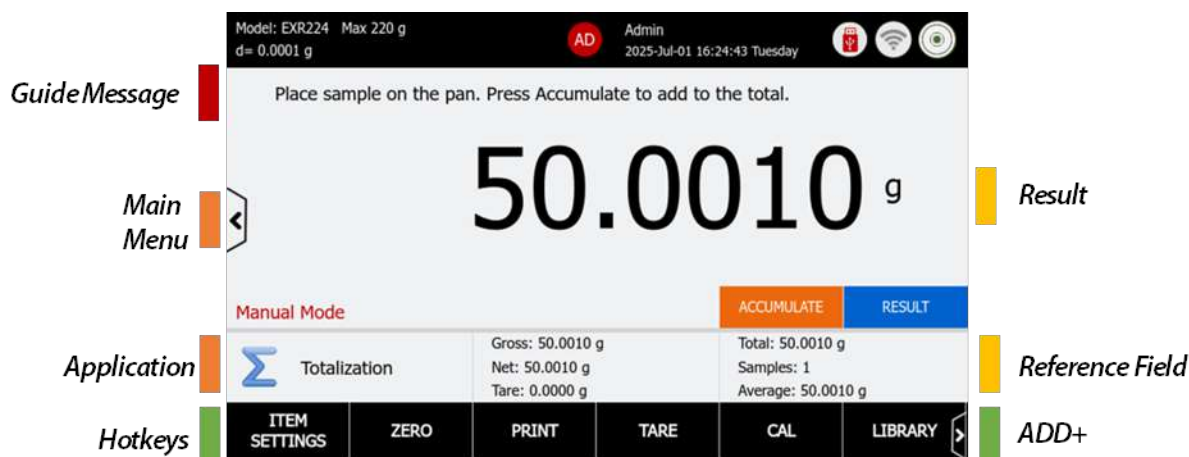 Model: EXR224 Max 220 g
d= 0.0001 g
AD
Admin
2025-Jul-01 16:24:43 Tuesday
Guide Message
Place sample on the pan. Press Accumulate to add to the total.
50.0010 g
Main
Menu
Result
Manual Mode
ACCUMULATE
RESULT
Application
Totalization
Gross: 50.0010 g
Net: 50.0010 g
Tare: 0.0000 g
Total: 50.0010 g
Samples: 1
Average: 50.0010 g
Reference Field
Hotkeys
ITEM
SETTINGS
ZERO
PRINT
TARE
CAL
LIBRARY
ADD+